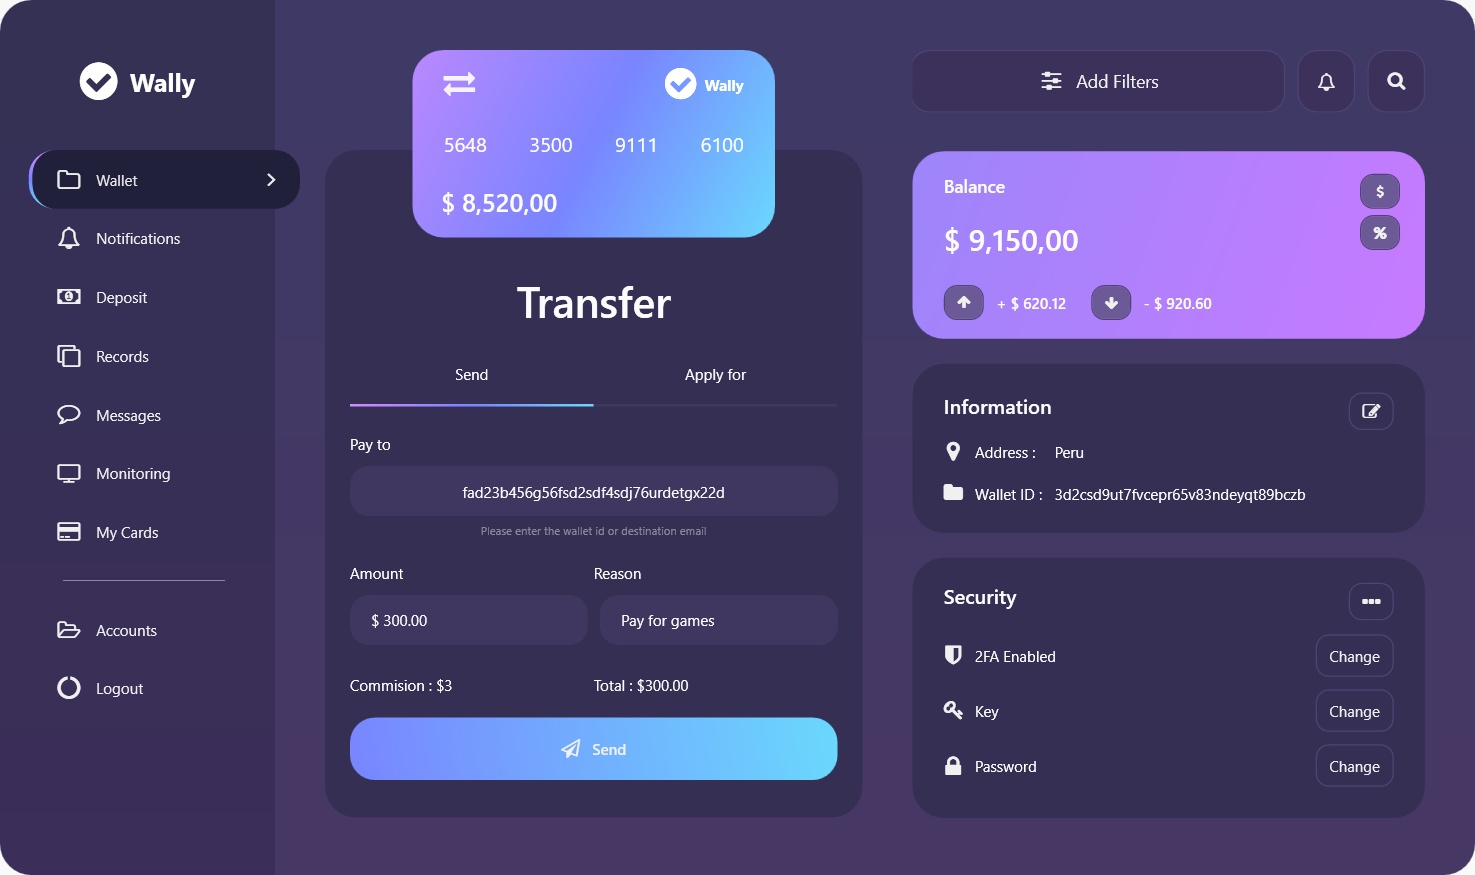 Wally
Wallet
Notifications
Deposit
Records
Messages
Monitoring
My Cards
Accounts
Logout
Wally
5648 3500 9111 6100
$ 8,520,00
Transfer
Send Apply for
Pay to
fad23b456g56fsd2sdf4sdj76urdetgx22d
Please enter the wallet id or destination email
Amount Reason
$ 300.00 Pay for games
Commision : $3 Total : $300.00
Send
Add Filters
Balance
$
$ 9,150,00
%
+ $ 620.12 - $ 920.60
Information
Address : Peru
Wallet ID : 3d2csd9ut7fvcepr65v83ndeyqt89bczb
Security
2FA Enabled Change
Key Change
Password Change